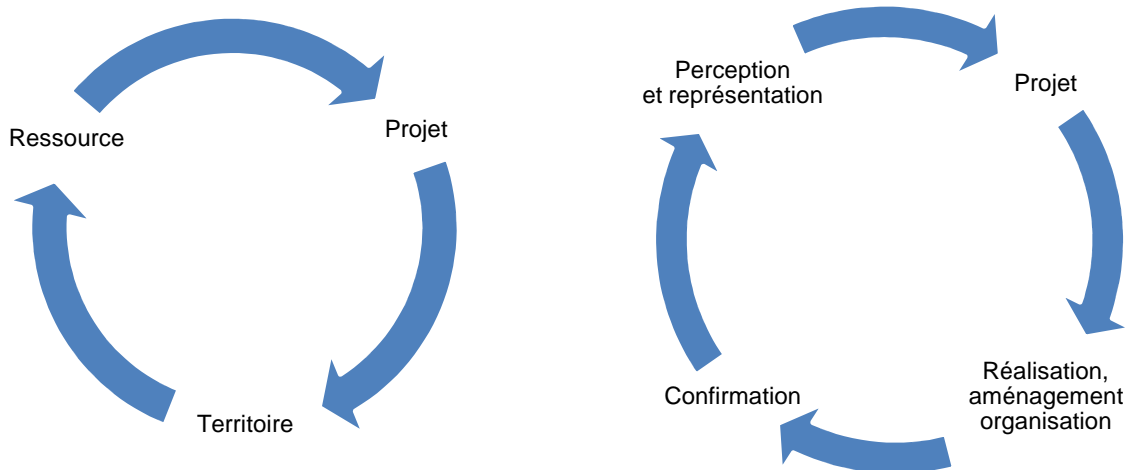 Ressource
Projet
Territoire
Perception
et représentation
Projet
Réalisation,
aménagement
organisation
Confirmation